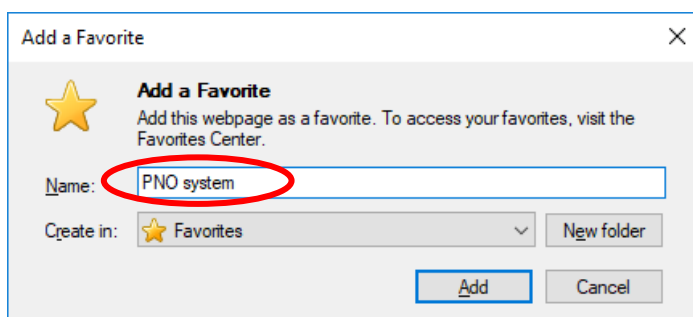 Add a Favorite
Add a Favorite
Add this webpage as a favorite. To access your favorites, visit the
Favorites Center.
Name: PNO system
Create in: Favorites New folder
Add Cancel